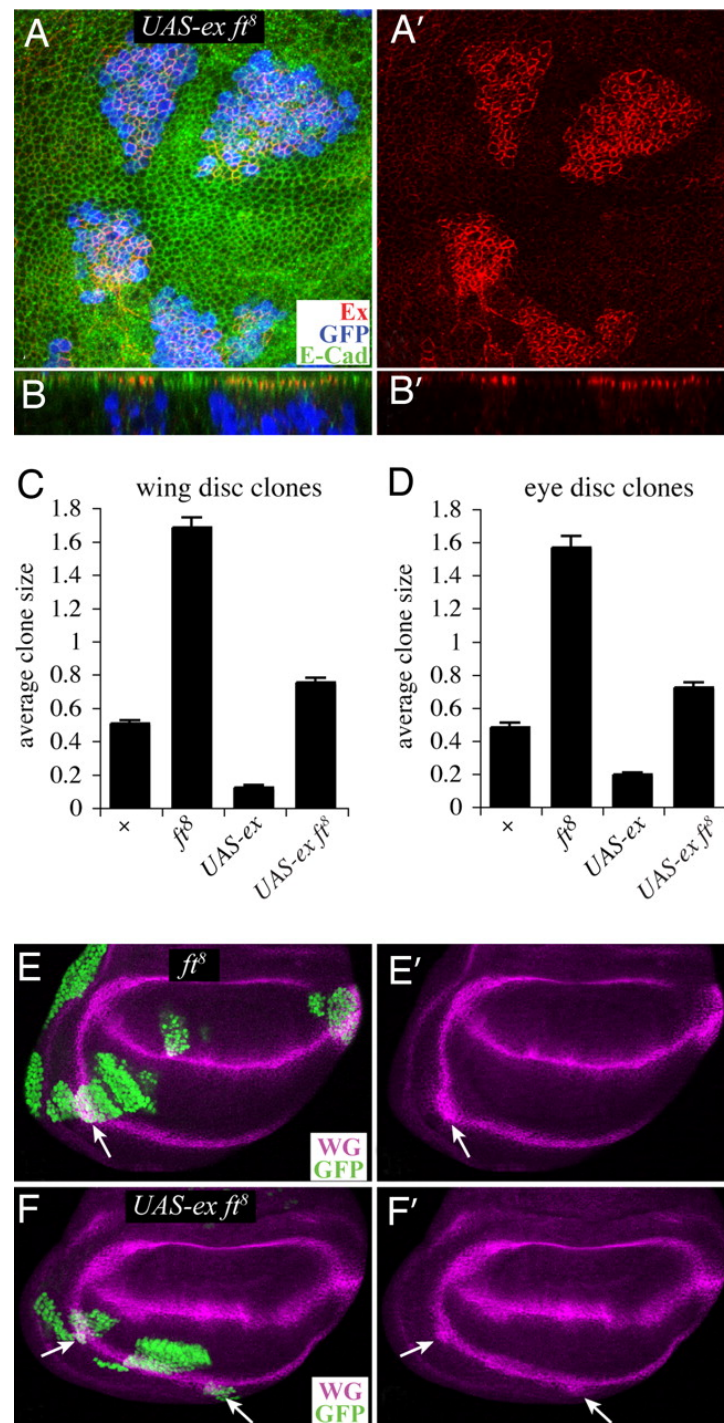 A
UAS-ex ft⁸
A'
Ex
GFP
E-Cad
B
B'
C
wing disc clones
D
eye disc clones
average clone size
1.8
1.6
1.4
1.2
1
0.8
0.6
0.4
0.2
0
+
ft8
UAS-ex
UAS-ex ft⁸
average clone size
1.8
1.6
1.4
1.2
1
0.8
0.6
0.4
0.2
0
+
ft8
UAS-ex
UAS-ex ft⁸
E
ft⁸
E'
WG
GFP
F
UAS-ex ft⁸
F'
WG
GFP